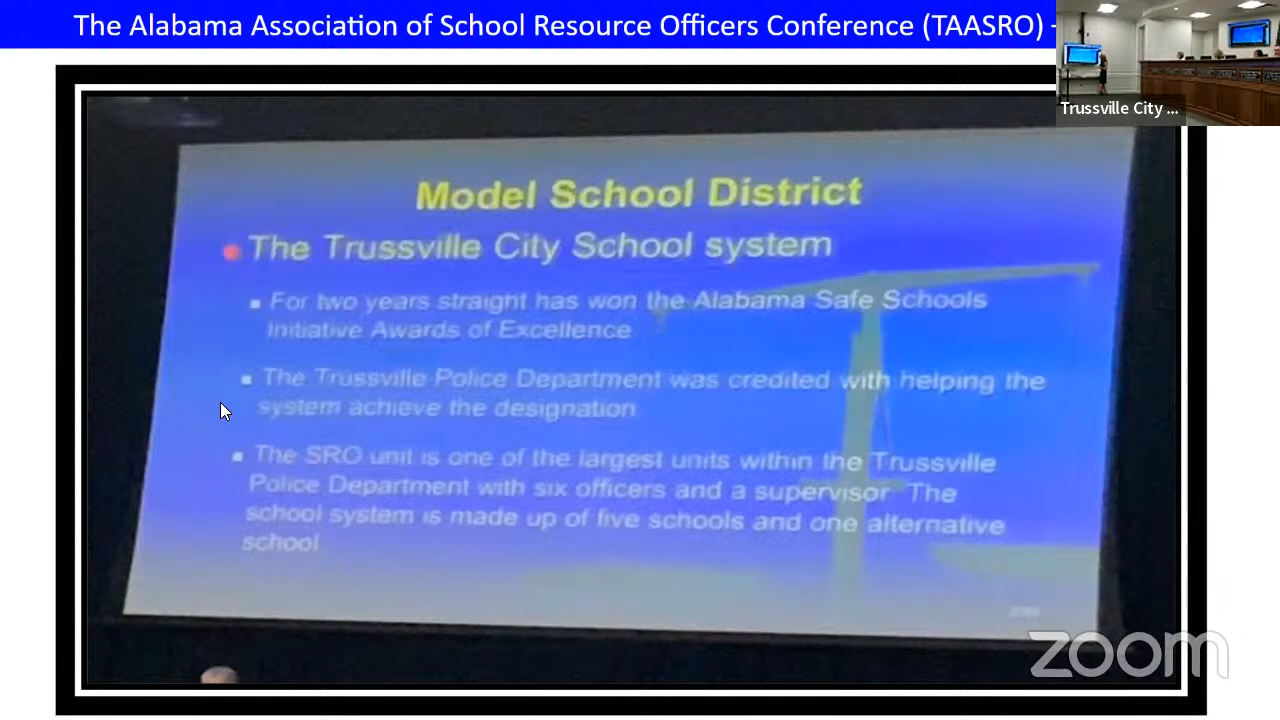 The Alabama Association of School Resource Officers Conference (TAASRO) -
Trussville City ...
Model School District
The Trussville City School system
For two years straight has won the Alabama Safe Schools
Initiative Awards of Excellence
The Trussville Police Department was credited with helping the
system achieve the designation
The SRO unit is one of the largest units within the Trussville
Police Department with six officers and a supervisor The
school system is made up of five schools and one alternative
school
zoom